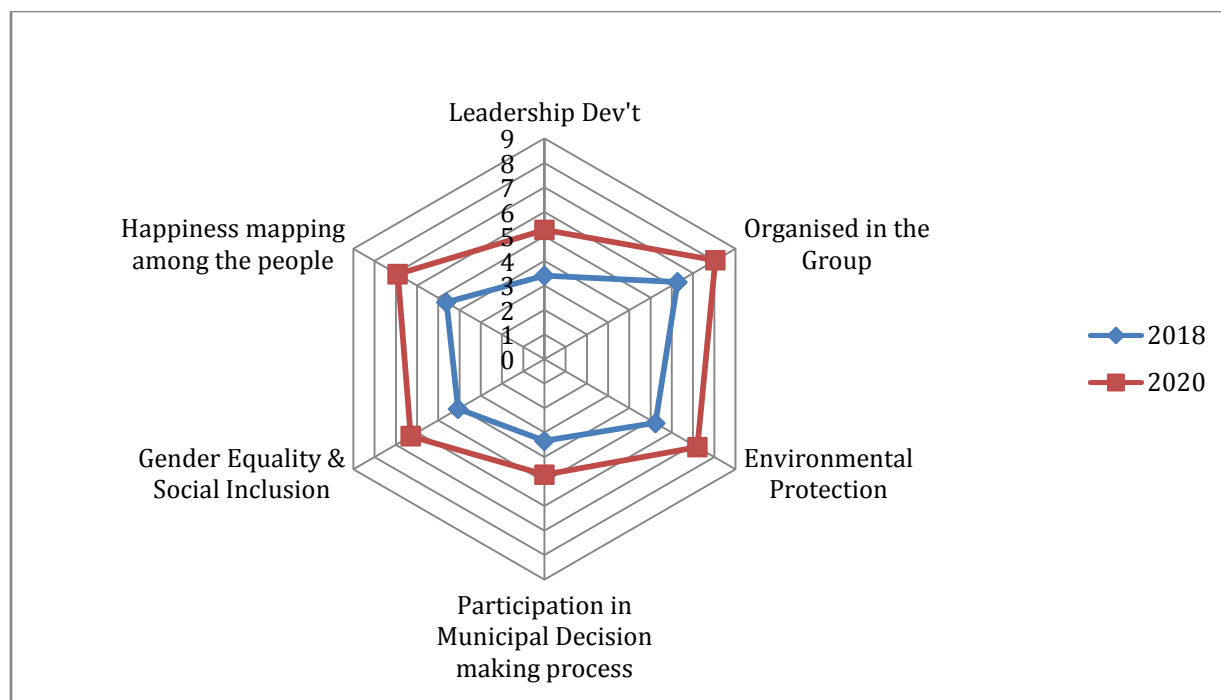 Leadership Dev't
9
8
7
6
5
4
3
2
1
0
Organised in the
Group
Environmental
Protection
Participation in
Municipal Decision
making process
Gender Equality &
Social Inclusion
Happiness mapping
among the people
2018
2020